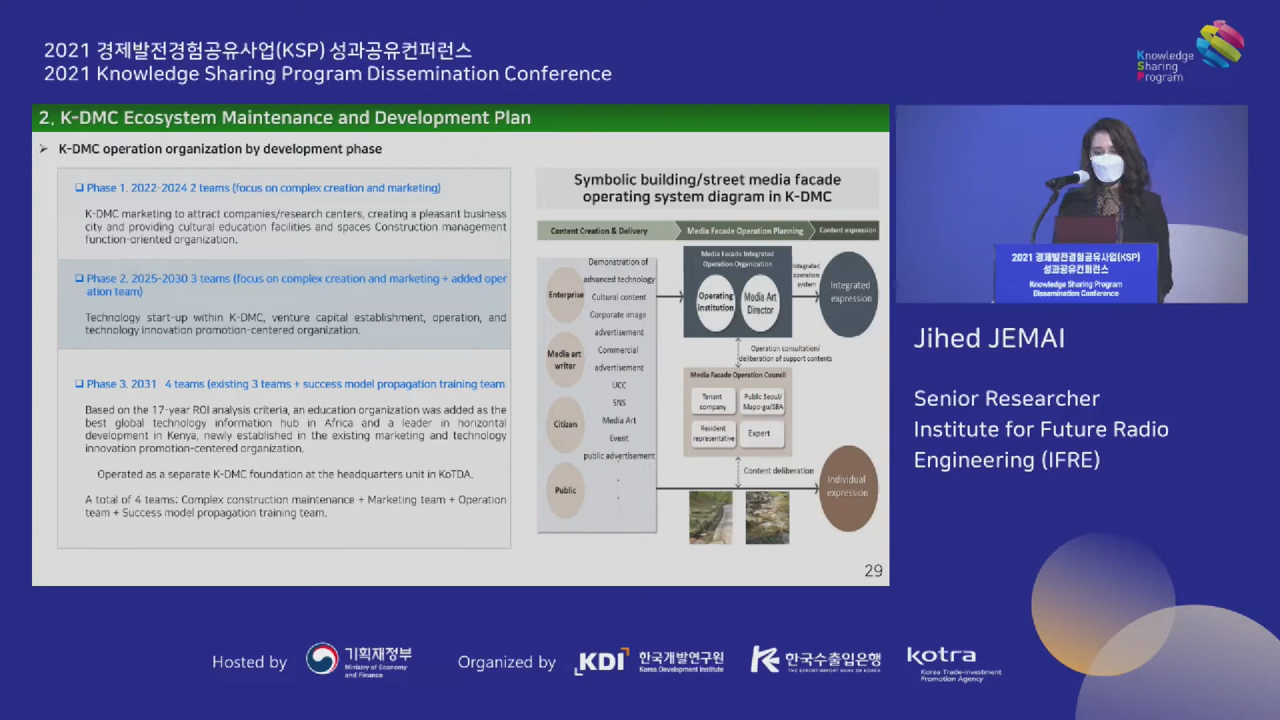 2021 경제발전경험공유사업(KSP) 성과공유컨퍼런스
2021 Knowledge Sharing Program Dissemination Conference
Knowledge
Sharing
Program
2. K-DMC Ecosystem Maintenance and Development Plan
➢ K-DMC operation organization by development phase
❑ Phase 1. 2022-2024 2 teams (focus on complex creation and marketing)
K-DMC marketing to attract companies/research centers, creating a pleasant business
city and providing cultural education facilities and spaces Construction management
function-oriented organization.
❑ Phase 2. 2025-2030 3 teams (focus on complex creation and marketing + added oper
ation team)
Technology start-up within K-DMC, venture capital establishment, operation, and
technology innovation promotion-centered organization.
❑ Phase 3. 2031 4 teams (existing 3 teams + success model propagation training team
Based on the 17-year ROI analysis criteria, an education organization was added as the
best global technology information hub in Africa and a leader in horizontal
development in Kenya, newly established in the existing marketing and technology
innovation promotion-centered organization.
Operated as a separate K-DMC foundation at the headquarters unit in KoTDA.
A total of 4 teams: Complex construction maintenance + Marketing team + Operation
team + Success model propagation training team.
Symbolic building/street media facade
operating system diagram in K-DMC
Content Creation & Delivery
Media Facade Operation Planning
Content expression
Enterprise
Media art
writer
Citizen
Public
Demonstration of
advanced technology
Cultural content
Corporate image
advertisement
Commercial
advertisement
UCC
SNS
Media Art
Event
public advertisement
Media Facade Integrated
Operation Organization
Operating
institution
Media Art
Director
Integrated
operation
system
Integrated
expression
Operation consultation/
deliberation of support contents
Media Facade Operation Council
Tenant
company
Public Seoul/
Mapo-gu/SBA
Resident
representative
Expert
Content deliberation
Individual
expression
29
2021 경제발전경험공유사업(KSP)
성과공유컨퍼런스
Knowledge Sharing Program
Dissemination Conference
Jihed JEMAI
Senior Researcher
Institute for Future Radio
Engineering (IFRE)
Hosted by
기획재정부
Ministry of Economy
and Finance
Organized by
KDI
한국개발연구원
Korea Development Institute
한국수출입은행
THE EXPORT-IMPORT BANK OF KOREA
kotra
Korea Trade-Investment
Promotion Agency